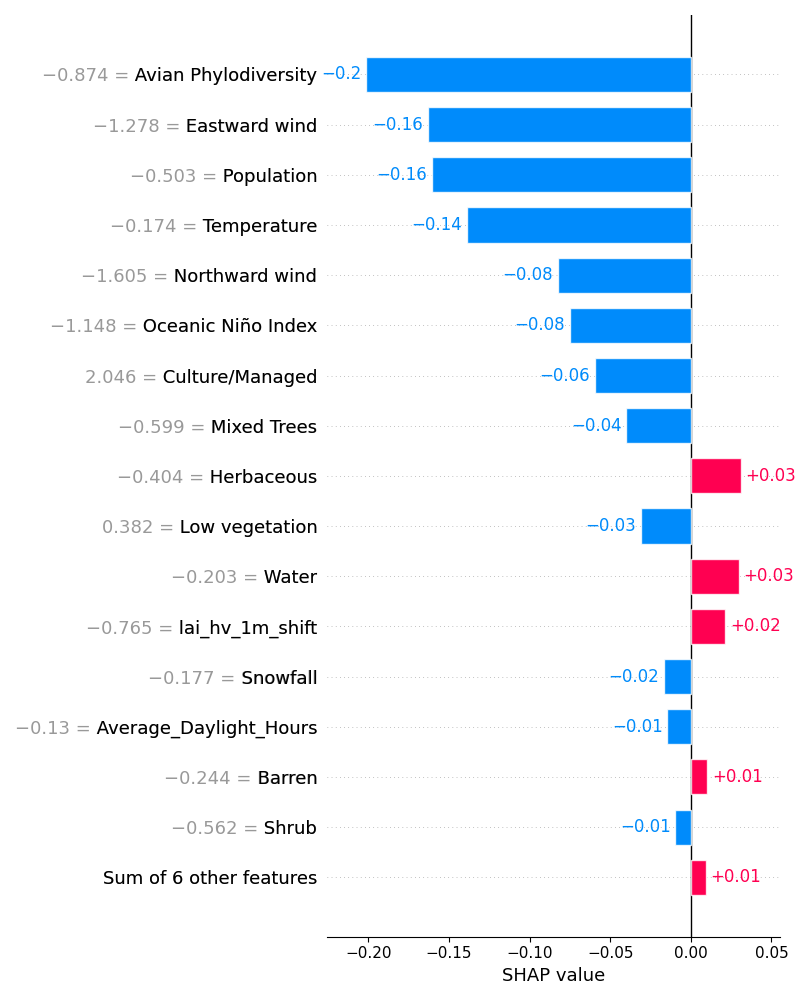 −0.874 = Avian Phylodiversity −0.2
−1.278 = Eastward wind −0.16
−0.503 = Population −0.16
−0.174 = Temperature −0.14
−1.605 = Northward wind −0.08
−1.148 = Oceanic Niño Index −0.08
2.046 = Culture/Managed −0.06
−0.599 = Mixed Trees −0.04
−0.404 = Herbaceous +0.03
0.382 = Low vegetation −0.03
−0.203 = Water +0.03
−0.765 = lai_hv_1m_shift +0.02
−0.177 = Snowfall −0.02
−0.13 = Average_Daylight_Hours −0.01
−0.244 = Barren +0.01
−0.562 = Shrub −0.01
Sum of 6 other features +0.01
−0.20 −0.15 −0.10 −0.05 0.00 0.05
SHAP value